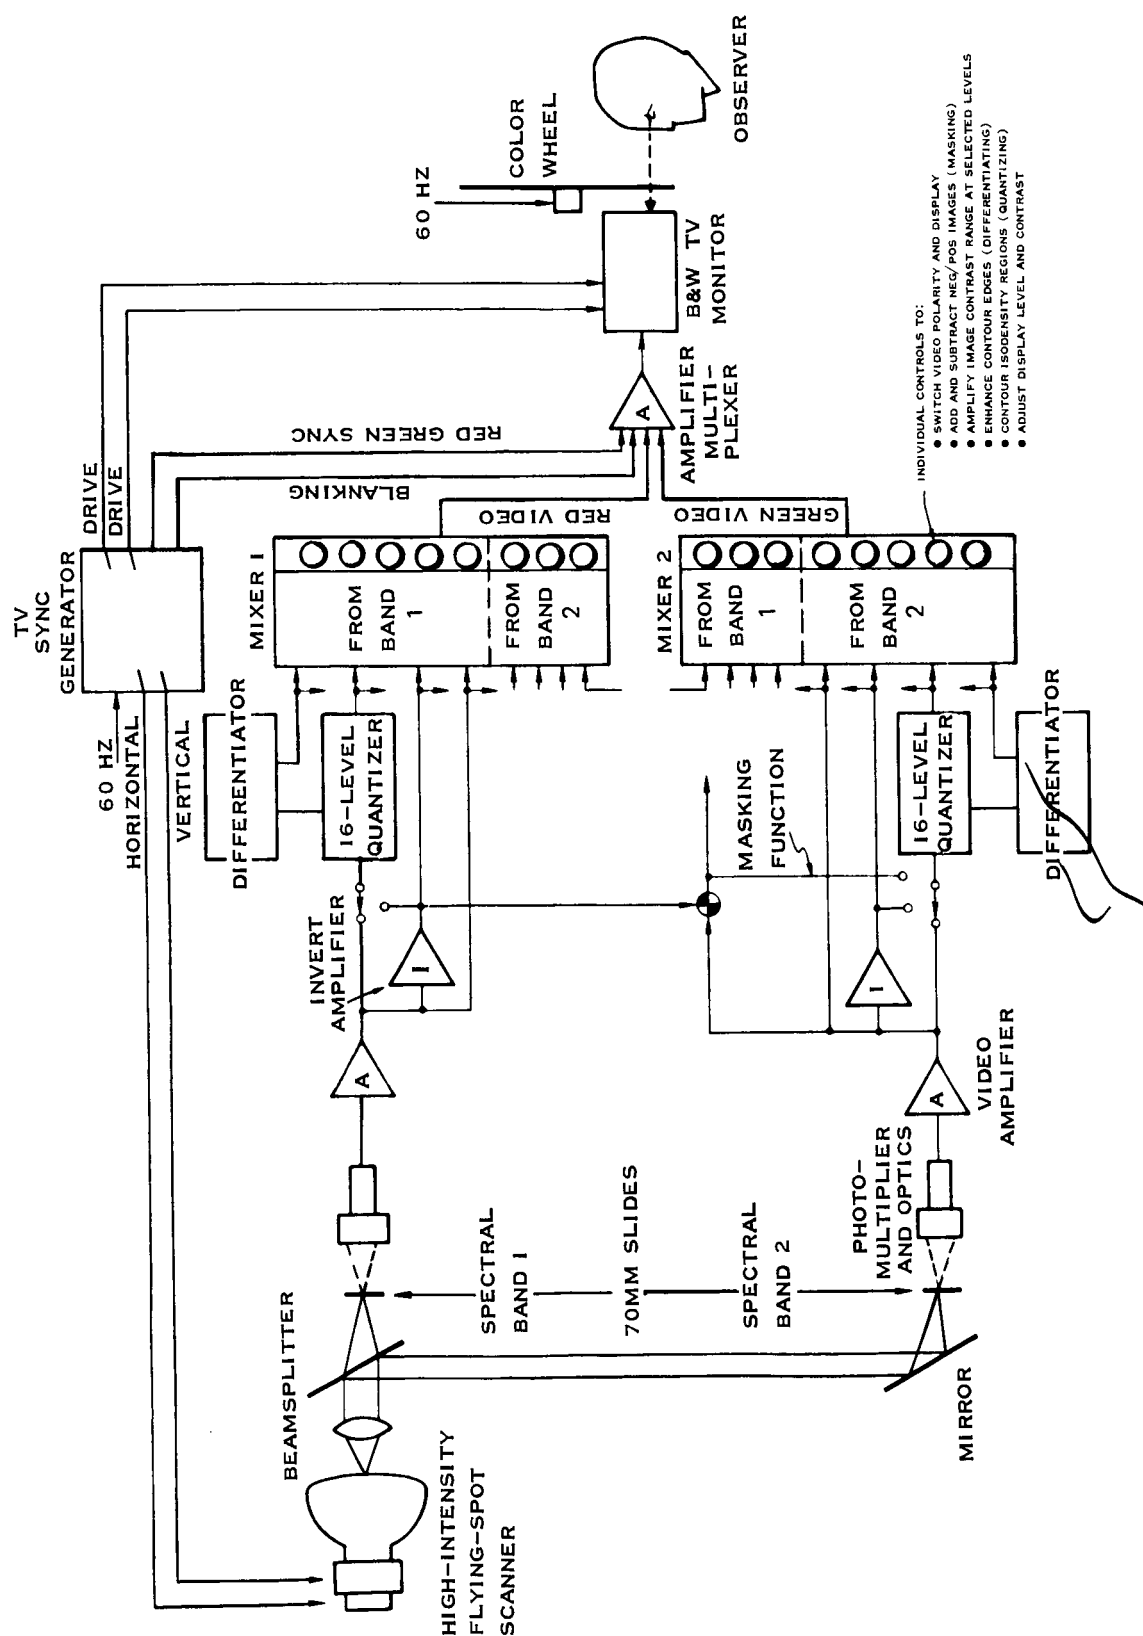 TV
SYNC
GENERATOR
60 HZ
HORIZONTAL
VERTICAL
DRIVE
DRIVE
BLANKING
RED GREEN SYNC
HIGH-INTENSITY
FLYING-SPOT
SCANNER
BEAMSPLITTER
MIRROR
SPECTRAL
BAND 1
70MM SLIDES
SPECTRAL
BAND 2
PHOTO-
MULTIPLIER
AND OPTICS
A
A
VIDEO
AMPLIFIER
INVERT
AMPLIFIER
I
I
MASKING
FUNCTION
DIFFERENTIATOR
16-LEVEL
QUANTIZER
16-LEVEL
QUANTIZER
DIFFERENTIATOR
MIXER 1
FROM
BAND
1
FROM
BAND
2
MIXER 2
FROM
BAND
1
FROM
BAND
2
RED VIDEO
GREEN VIDEO
A
AMPLIFIER
MULTI-
PLEXER
B&W TV
MONITOR
60 HZ
COLOR
WHEEL
OBSERVER
INDIVIDUAL CONTROLS TO:
● SWITCH VIDEO POLARITY AND DISPLAY
● ADD AND SUBTRACT NEG/POS IMAGES (MASKING)
● AMPLIFY IMAGE CONTRAST RANGE AT SELECTED LEVELS
● ENHANCE CONTOUR EDGES (DIFFERENTIATING)
● CONTOUR ISODENSITY REGIONS (QUANTIZING)
● ADJUST DISPLAY LEVEL AND CONTRAST